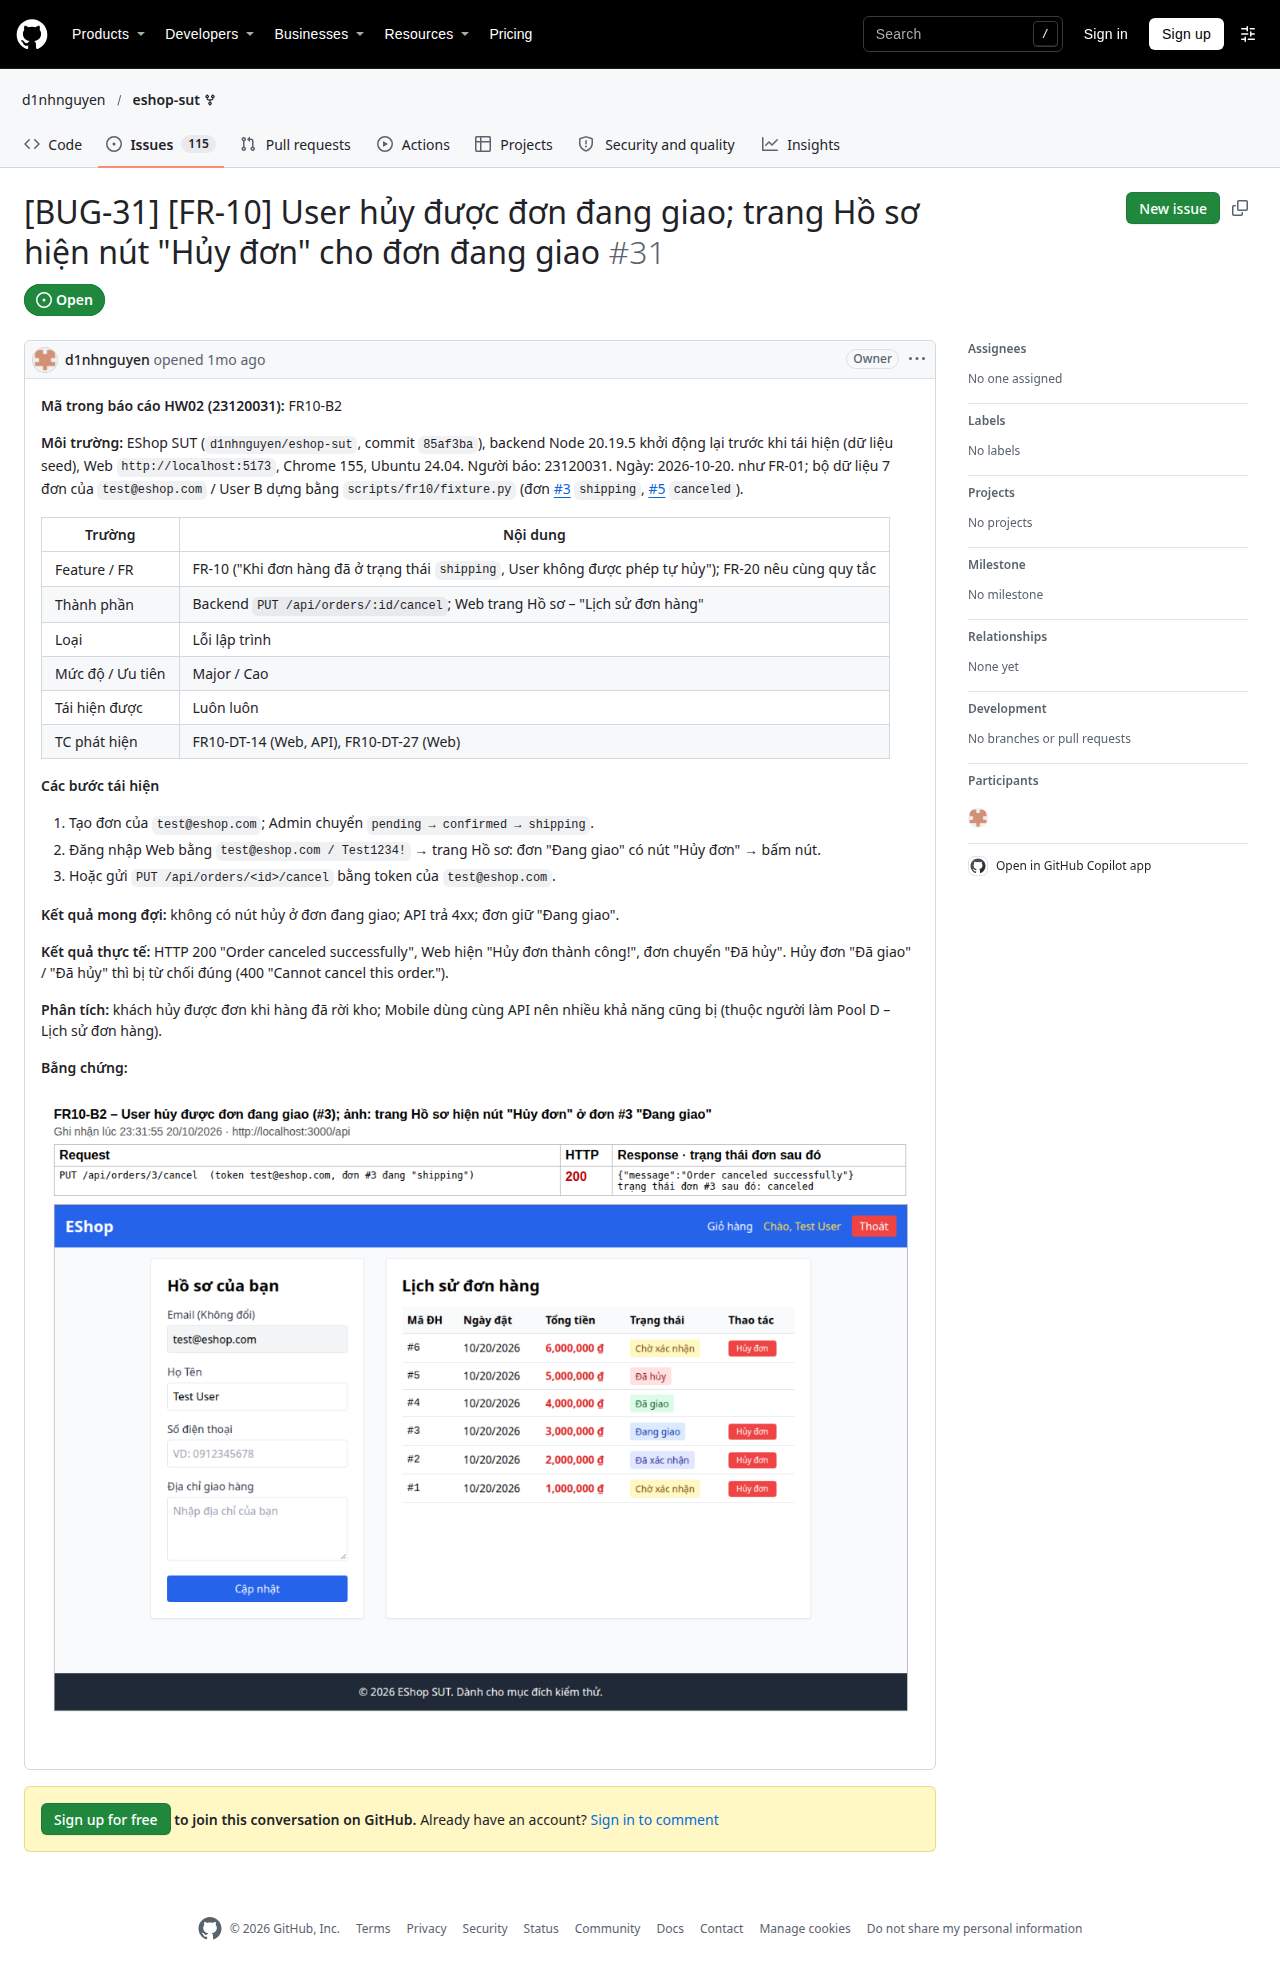 Products Developers Businesses Resources Pricing Search / Sign in Sign up
d1nhnguyen / eshop-sut
Code Issues 115 Pull requests Actions Projects Security and quality Insights
[BUG-31] [FR-10] User hủy được đơn đang giao; trang Hồ sơ
hiện nút "Hủy đơn" cho đơn đang giao #31
New issue
Open
d1nhnguyen opened 1mo ago
Owner
Mã trong báo cáo HW02 (23120031): FR10-B2
Môi trường: EShop SUT ( d1nhnguyen/eshop-sut , commit 85af3ba ), backend Node 20.19.5 khởi động lại trước khi tái hiện (dữ liệu
seed), Web http://localhost:5173 , Chrome 155, Ubuntu 24.04. Người báo: 23120031. Ngày: 2026-10-20. như FR-01; bộ dữ liệu 7
đơn của test@eshop.com / User B dựng bằng scripts/fr10/fixture.py (đơn #3 shipping , #5 canceled ).
Trường Nội dung
Feature / FR FR-10 ("Khi đơn hàng đã ở trạng thái shipping , User không được phép tự hủy"); FR-20 nêu cùng quy tắc
Thành phần Backend PUT /api/orders/:id/cancel ; Web trang Hồ sơ – "Lịch sử đơn hàng"
Loại Lỗi lập trình
Mức độ / Ưu tiên Major / Cao
Tái hiện được Luôn luôn
TC phát hiện FR10-DT-14 (Web, API), FR10-DT-27 (Web)
Các bước tái hiện
1. Tạo đơn của test@eshop.com ; Admin chuyển pending → confirmed → shipping .
2. Đăng nhập Web bằng test@eshop.com / Test1234! → trang Hồ sơ: đơn "Đang giao" có nút "Hủy đơn" → bấm nút.
3. Hoặc gửi PUT /api/orders/<id>/cancel bằng token của test@eshop.com .
Kết quả mong đợi: không có nút hủy ở đơn đang giao; API trả 4xx; đơn giữ "Đang giao".
Kết quả thực tế: HTTP 200 "Order canceled successfully", Web hiện "Hủy đơn thành công!", đơn chuyển "Đã hủy". Hủy đơn "Đã giao"
/ "Đã hủy" thì bị từ chối đúng (400 "Cannot cancel this order.").
Phân tích: khách hủy được đơn khi hàng đã rời kho; Mobile dùng cùng API nên nhiều khả năng cũng bị (thuộc người làm Pool D –
Lịch sử đơn hàng).
Bằng chứng:
FR10-B2 – User hủy được đơn đang giao (#3); ảnh: trang Hồ sơ hiện nút "Hủy đơn" ở đơn #3 "Đang giao"
Ghi nhận lúc 23:31:55 20/10/2026 · http://localhost:3000/api
Request HTTP Response · trạng thái đơn sau đó
PUT /api/orders/3/cancel (token test@eshop.com, đơn #3 đang "shipping") 200 {"message":"Order canceled successfully"}
trạng thái đơn #3 sau đó: canceled
EShop Giỏ hàng Chào, Test User Thoát
Hồ sơ của bạn
Email (Không đổi)
test@eshop.com
Họ Tên
Test User
Số điện thoại
VD: 0912345678
Địa chỉ giao hàng
Nhập địa chỉ của bạn
Cập nhật
Lịch sử đơn hàng
Mã ĐH Ngày đặt Tổng tiền Trạng thái Thao tác
#6 10/20/2026 6,000,000 ₫ Chờ xác nhận Hủy đơn
#5 10/20/2026 5,000,000 ₫ Đã hủy
#4 10/20/2026 4,000,000 ₫ Đã giao
#3 10/20/2026 3,000,000 ₫ Đang giao Hủy đơn
#2 10/20/2026 2,000,000 ₫ Đã xác nhận Hủy đơn
#1 10/20/2026 1,000,000 ₫ Chờ xác nhận Hủy đơn
© 2026 EShop SUT. Dành cho mục đích kiểm thử.
Assignees
No one assigned
Labels
No labels
Projects
No projects
Milestone
No milestone
Relationships
None yet
Development
No branches or pull requests
Participants
Open in GitHub Copilot app
Sign up for free to join this conversation on GitHub. Already have an account? Sign in to comment
© 2026 GitHub, Inc. Terms Privacy Security Status Community Docs Contact Manage cookies Do not share my personal information